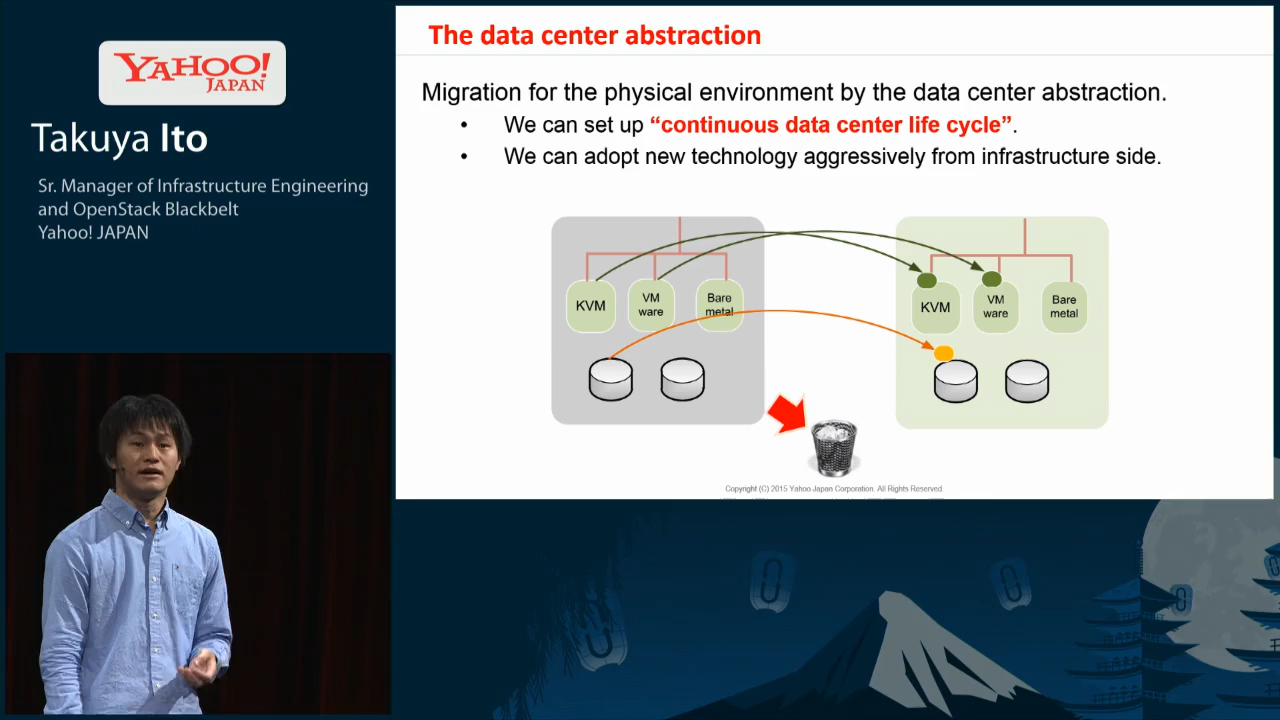 YAHOO!
JAPAN
Takuya Ito
Sr. Manager of Infrastructure Engineering
and OpenStack Blackbelt
Yahoo! JAPAN
The data center abstraction
Migration for the physical environment by the data center abstraction.
• We can set up “continuous data center life cycle”.
• We can adopt new technology aggressively from infrastructure side.
KVM
VM
ware
Bare
metal
KVM
VM
ware
Bare
metal
Copyright (C) 2015 Yahoo Japan Corporation. All Rights Reserved.